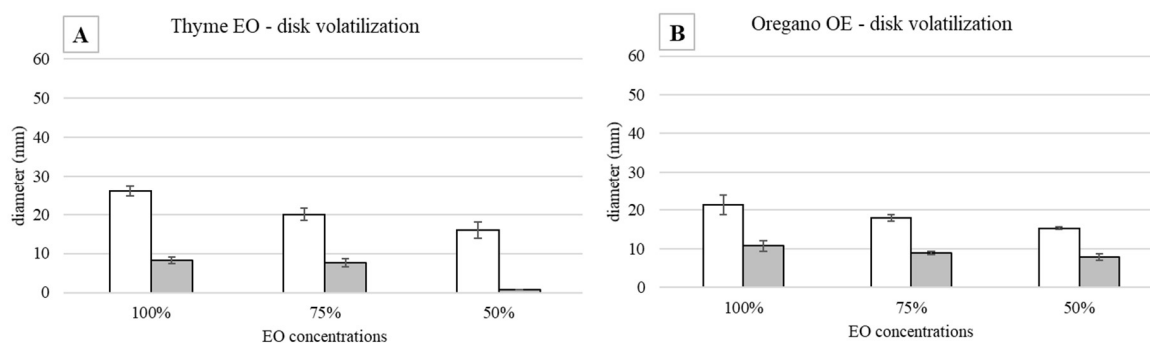 A
Thyme EO - disk volatilization
60
50
40
30
20
10
0
diameter (mm)
100% 75% 50%
EO concentrations
B
Oregano OE - disk volatilization
60
50
40
30
20
10
0
diameter (mm)
100% 75% 50%
EO concentrations